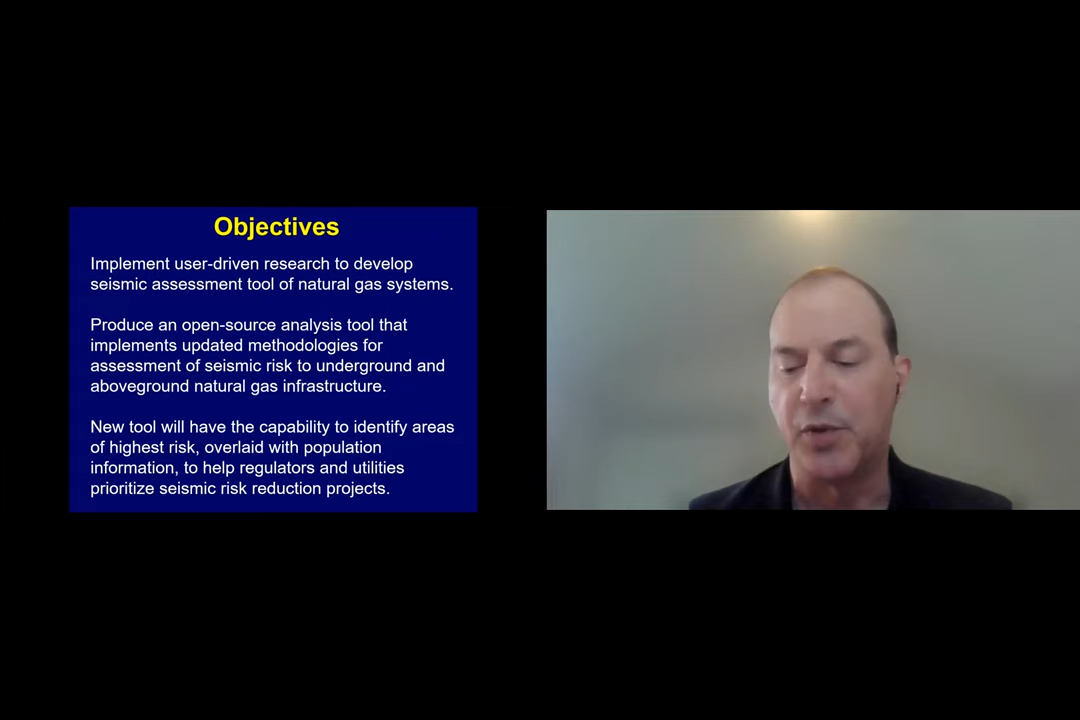 Objectives
Implement user-driven research to develop
seismic assessment tool of natural gas systems.
Produce an open-source analysis tool that
implements updated methodologies for
assessment of seismic risk to underground and
aboveground natural gas infrastructure.
New tool will have the capability to identify areas
of highest risk, overlaid with population
information, to help regulators and utilities
prioritize seismic risk reduction projects.